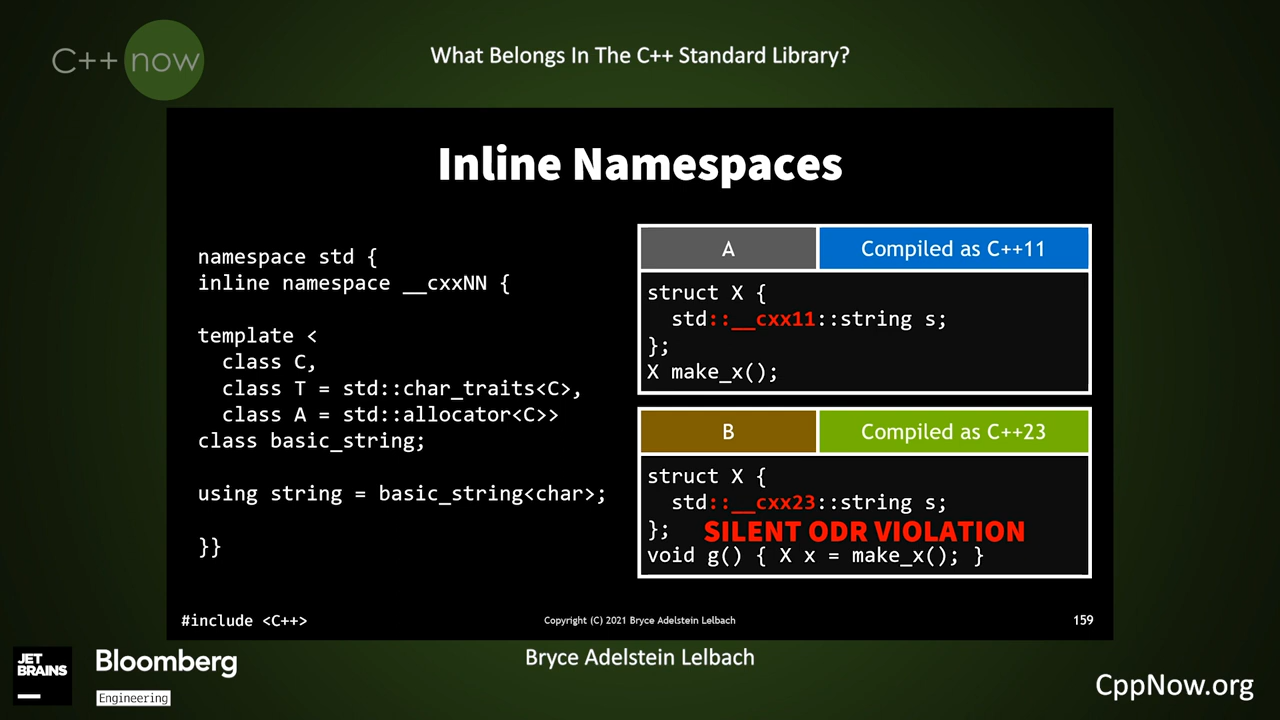 C++ now
What Belongs In The C++ Standard Library?
Inline Namespaces
namespace std {
inline namespace __cxxNN {
template <
class C,
class T = std::char_traits<C>,
class A = std::allocator<C>>
class basic_string;
using string = basic_string<char>;
}}
A
Compiled as C++11
struct X {
std::__cxx11::string s;
};
X make_x();
B
Compiled as C++23
struct X {
std::__cxx23::string s;
};
SILENT ODR VIOLATION
void g() { X x = make_x(); }
#include <C++>
Copyright (C) 2021 Bryce Adelstein Lelbach
159
JET
BRAINS
Bloomberg
Engineering
Bryce Adelstein Lelbach
CppNow.org